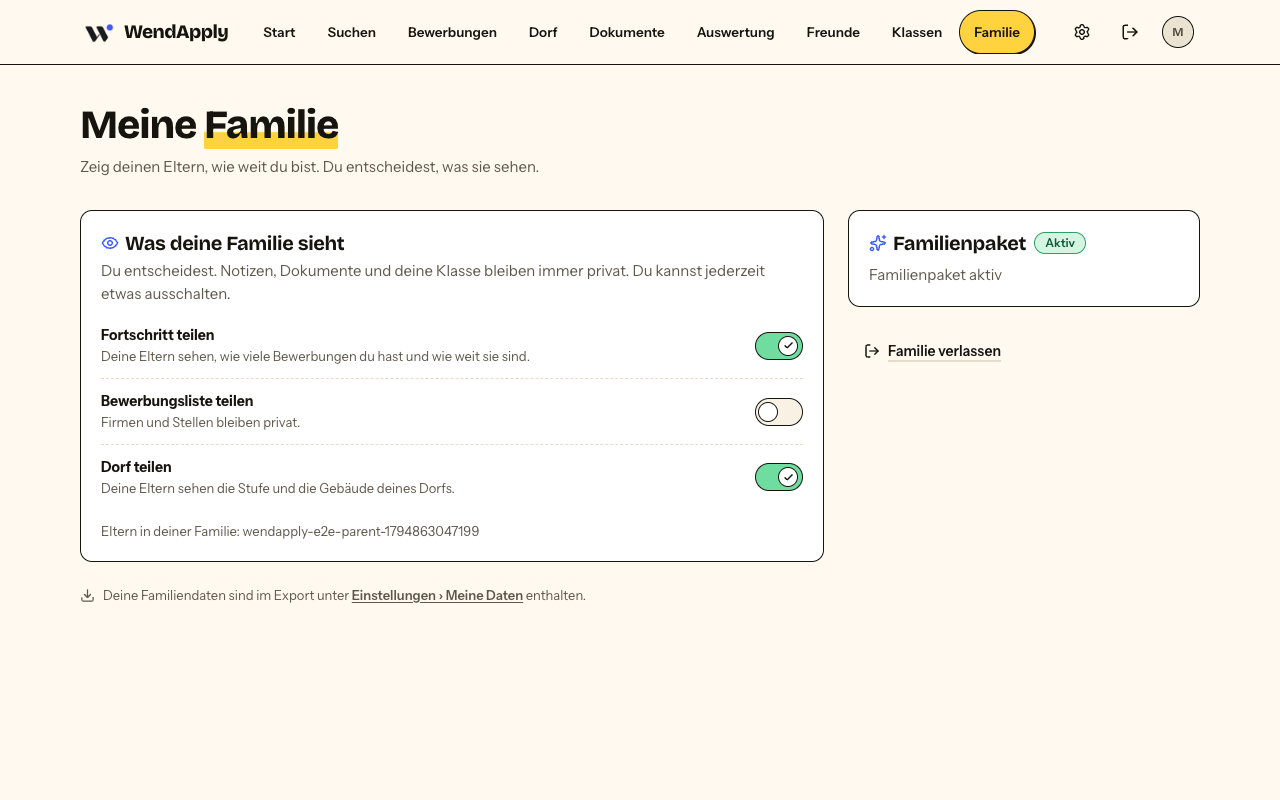 WendApply
Start
Suchen
Bewerbungen
Dorf
Dokumente
Auswertung
Freunde
Klassen
Familie
M
Meine Familie
Zeig deinen Eltern, wie weit du bist. Du entscheidest, was sie sehen.
Was deine Familie sieht
Du entscheidest. Notizen, Dokumente und deine Klasse bleiben immer privat. Du kannst jederzeit
etwas ausschalten.
Fortschritt teilen
Deine Eltern sehen, wie viele Bewerbungen du hast und wie weit sie sind.
Bewerbungsliste teilen
Firmen und Stellen bleiben privat.
Dorf teilen
Deine Eltern sehen die Stufe und die Gebäude deines Dorfs.
Eltern in deiner Familie: wendapply-e2e-parent-1794863047199
Familienpaket Aktiv
Familienpaket aktiv
Familie verlassen
Deine Familiendaten sind im Export unter Einstellungen › Meine Daten enthalten.